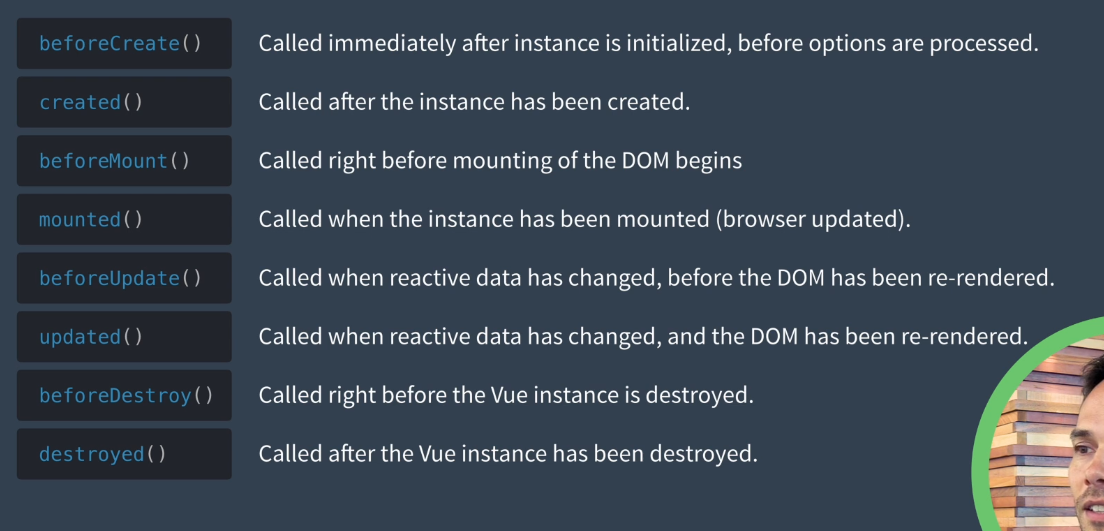 beforeCreate() Called immediately after instance is initialized, before options are processed.
created() Called after the instance has been created.
beforeMount() Called right before mounting of the DOM begins
mounted() Called when the instance has been mounted (browser updated).
beforeUpdate() Called when reactive data has changed, before the DOM has been re-rendered.
updated() Called when reactive data has changed, and the DOM has been re-rendered.
beforeDestroy() Called right before the Vue instance is destroyed.
destroyed() Called after the Vue instance has been destroyed.